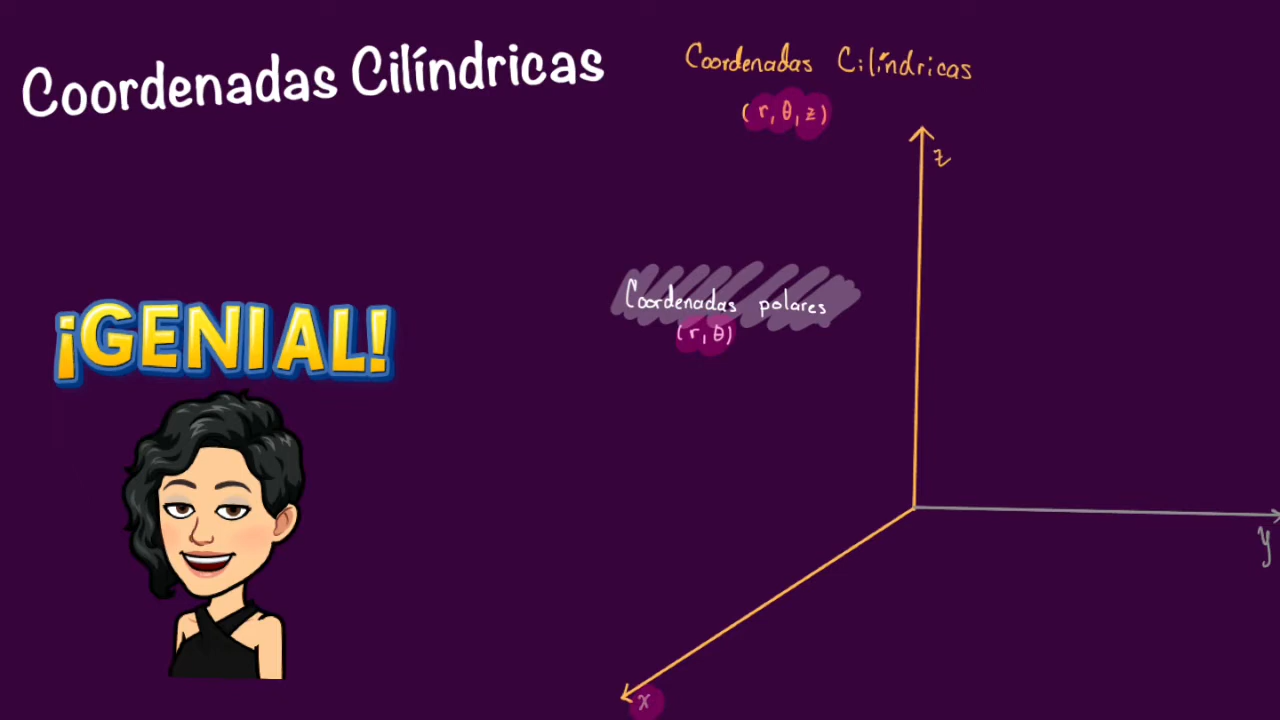 Coordenadas Cilíndricas
Coordenadas Cilíndricas
(r, θ, z)
z
Coordenadas polares
(r, θ)
¡GENIAL!
y
x